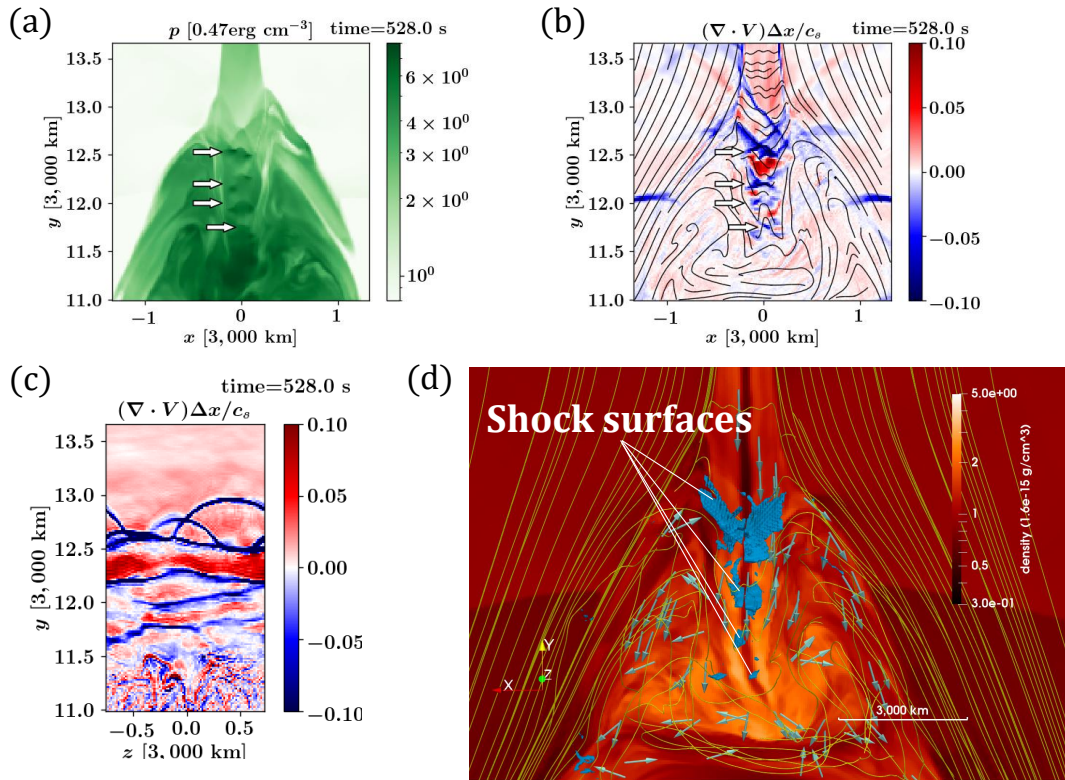 (a)
p [0.47erg cm⁻³] time=528.0 s
13.5
13.0
12.5
12.0
11.5
11.0
y [3,000 km]
−1
0
1
x [3,000 km]
6 × 10⁰
4 × 10⁰
3 × 10⁰
2 × 10⁰
10⁰
(b)
(∇ · V)Δx/cₛ time=528.0 s
13.5
13.0
12.5
12.0
11.5
11.0
y [3,000 km]
−1
0
1
x [3,000 km]
0.10
0.05
0.00
−0.05
−0.10
(c)
time=528.0 s
(∇ · V)Δx/cₛ
13.5
13.0
12.5
12.0
11.5
11.0
y [3,000 km]
−0.5
0.0
0.5
z [3,000 km]
0.10
0.05
0.00
−0.05
−0.10
(d)
Shock surfaces
5.0e+00
2
1
0.5
3.0e-01
density (1.6e-15 g/cm^3)
Y
Z
X
3,000 km